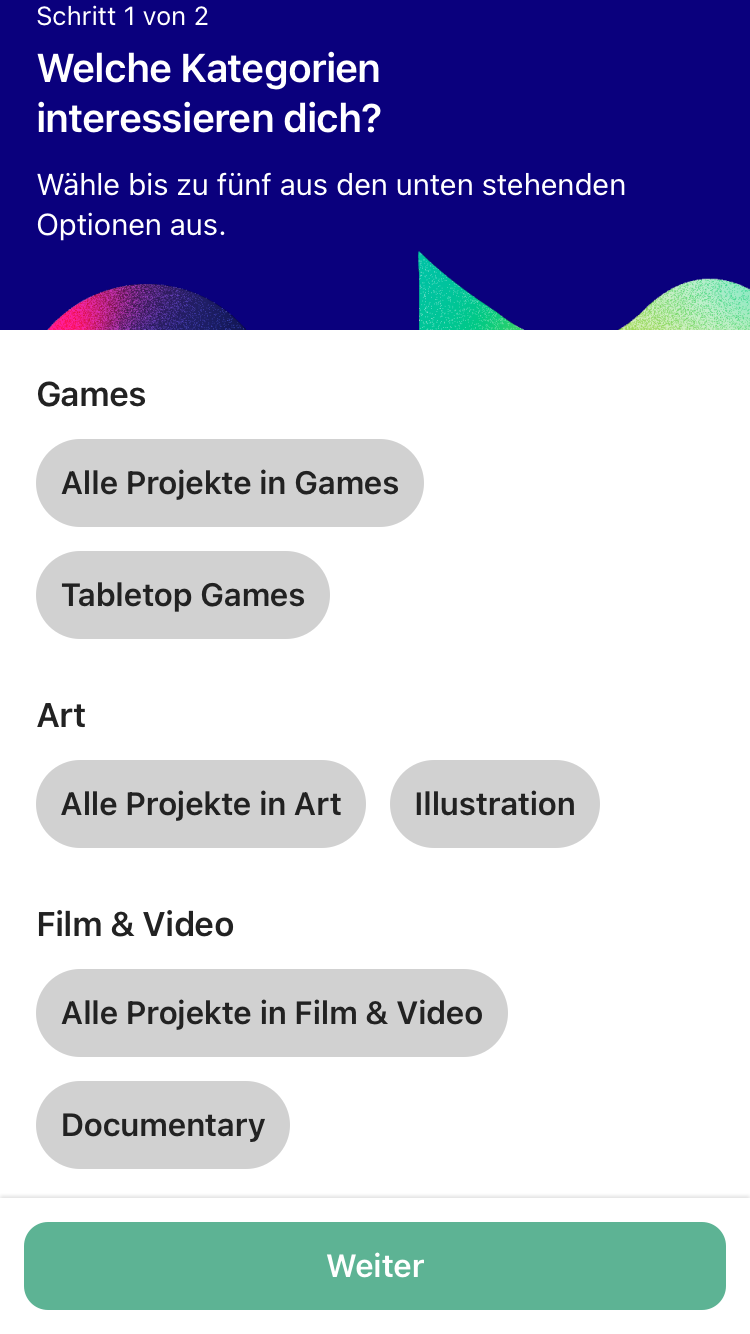 Schritt 1 von 2
Welche Kategorien
interessieren dich?
Wähle bis zu fünf aus den unten stehenden
Optionen aus.
Games
Alle Projekte in Games
Tabletop Games
Art
Alle Projekte in Art
Illustration
Film & Video
Alle Projekte in Film & Video
Documentary
Weiter